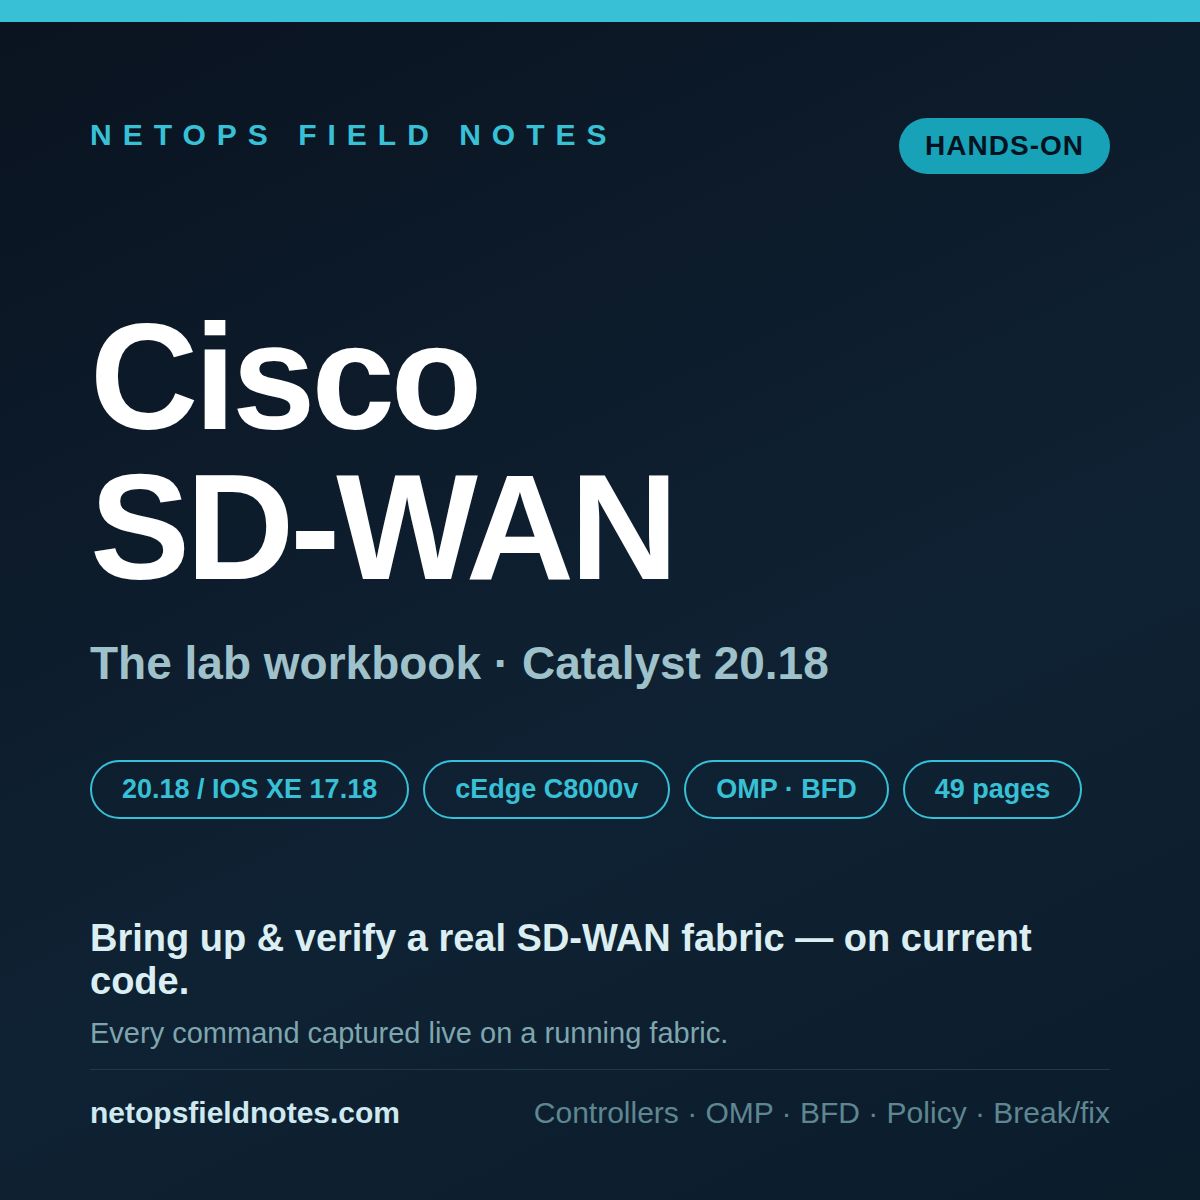 NETOPS FIELD NOTES
HANDS-ON
Cisco
SD-WAN
The lab workbook · Catalyst 20.18
20.18 / IOS XE 17.18
cEdge C8000v
OMP · BFD
49 pages
Bring up & verify a real SD-WAN fabric — on current
code.
Every command captured live on a running fabric.
netopsfieldnotes.com
Controllers · OMP · BFD · Policy · Break/fix